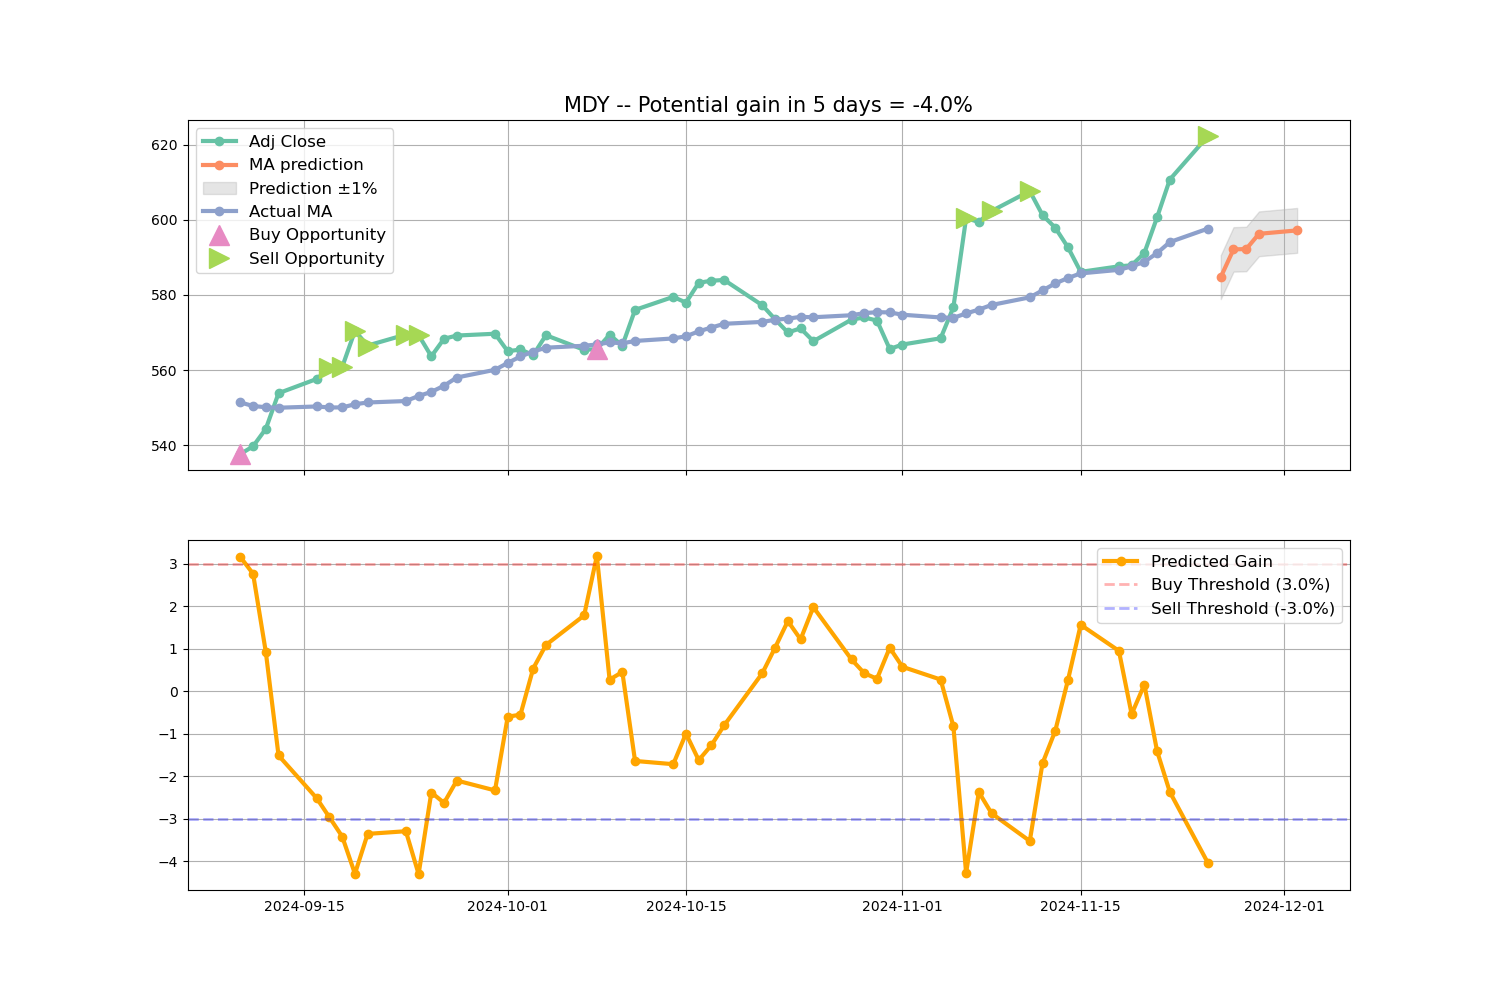 MDY -- Potential gain in 5 days = -4.0%
Adj Close
MA prediction
Prediction ±1%
Actual MA
Buy Opportunity
Sell Opportunity
620
600
580
560
540
Predicted Gain
Buy Threshold (3.0%)
Sell Threshold (-3.0%)
3
2
1
0
−1
−2
−3
−4
2024-09-15
2024-10-01
2024-10-15
2024-11-01
2024-11-15
2024-12-01